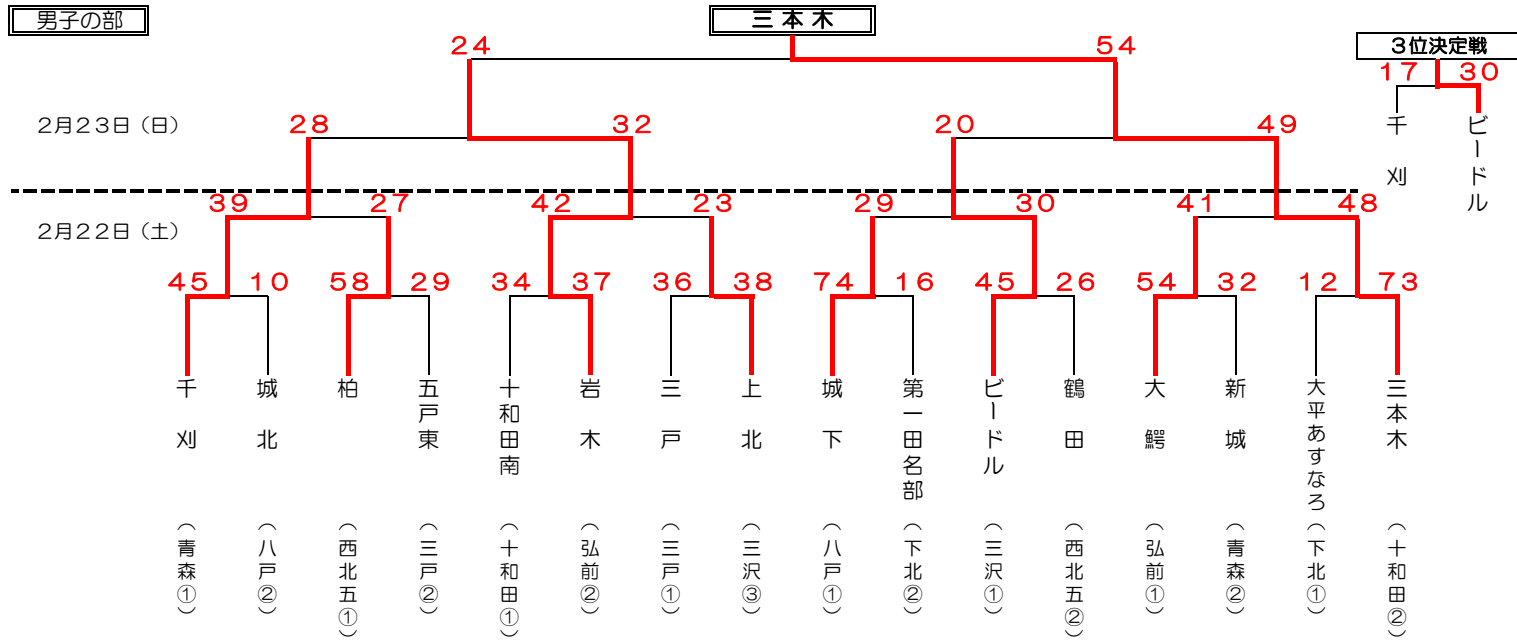 男子の部
三本木
３位決定戦
24
54
17
30
2月23日（日）
28
32
20
49
千刈
ビードル
39
27
42
23
29
30
41
48
2月22日（土）
45
10
58
29
34
37
36
38
74
16
45
26
54
32
12
73
千刈
城北
柏
五戸東
十和田南
岩木
三戸
上北
城下
第一田名部
ビードル
鶴田
大鰐
新城
大平あすなろ
三本木
（青森①）
（八戸②）
（西北五①）
（三戸②）
（十和田①）
（弘前②）
（三戸①）
（三沢③）
（八戸①）
（下北②）
（三沢①）
（西北五②）
（弘前①）
（青森②）
（下北①）
（十和田②）